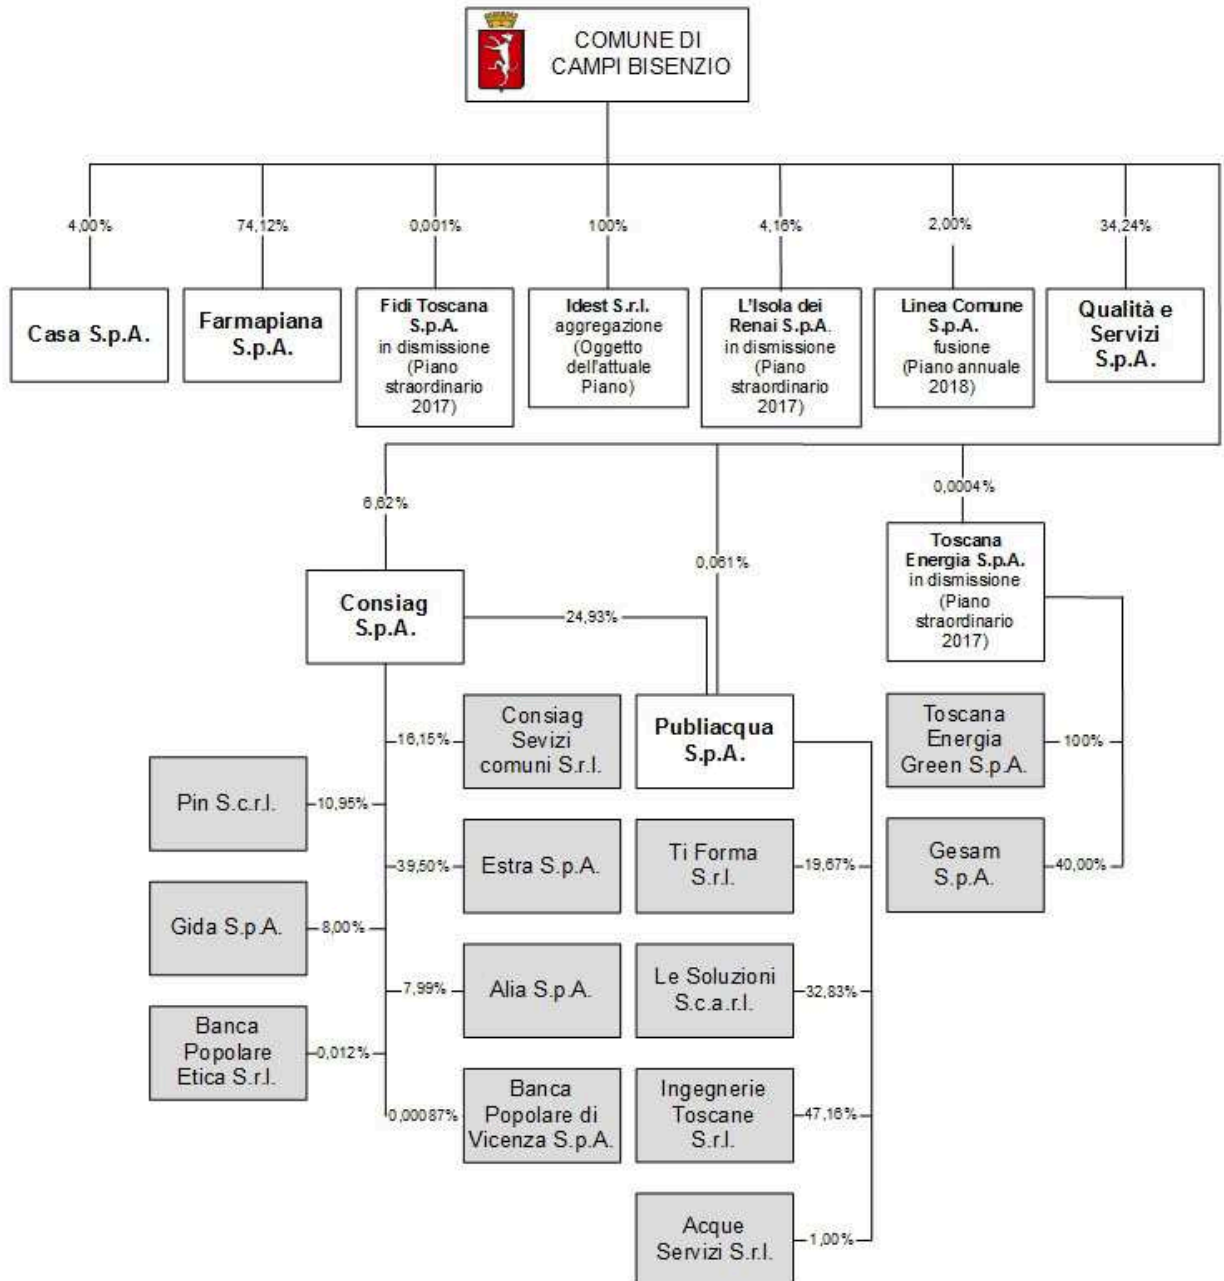 COMUNE DI
CAMPI BISENZIO
4,00%
74,12%
0,001%
100%
4,16%
2,00%
34,24%
Casa S.p.A.
Farmapiana
S.p.A.
Fidi Toscana
S.p.A.
in dismissione
(Piano
straordinario
2017)
Idest S.r.l.
aggregazione
(Oggetto
dell'attuale
Piano)
L'Isola dei
Renai S.p.A.
in dismissione
(Piano
straordinario
2017)
Linea Comune
S.p.A.
fusione
(Piano annuale
2018)
Qualità e
Servizi
S.p.A.
6,62%
0,061%
0,0004%
Consiag
S.p.A.
24,93%
Toscana
Energia S.p.A.
in dismissione
(Piano
straordinario
2017)
Publiacqua
S.p.A.
16,15%
Consiag
Sevizi
comuni S.r.l.
Pin S.c.r.l.
10,95%
39,50%
Estra S.p.A.
Gida S.p.A.
8,00%
7,99%
Alia S.p.A.
Banca
Popolare
Etica S.r.l.
0,012%
0,00087%
Banca
Popolare di
Vicenza S.p.A.
Ti Forma
S.r.l.
19,67%
Le Soluzioni
S.c.a.r.l.
32,83%
Ingegnerie
Toscane
S.r.l.
47,16%
Acque
Servizi S.r.l.
1,00%
Toscana
Energia
Green S.p.A.
100%
Gesam
S.p.A.
40,00%